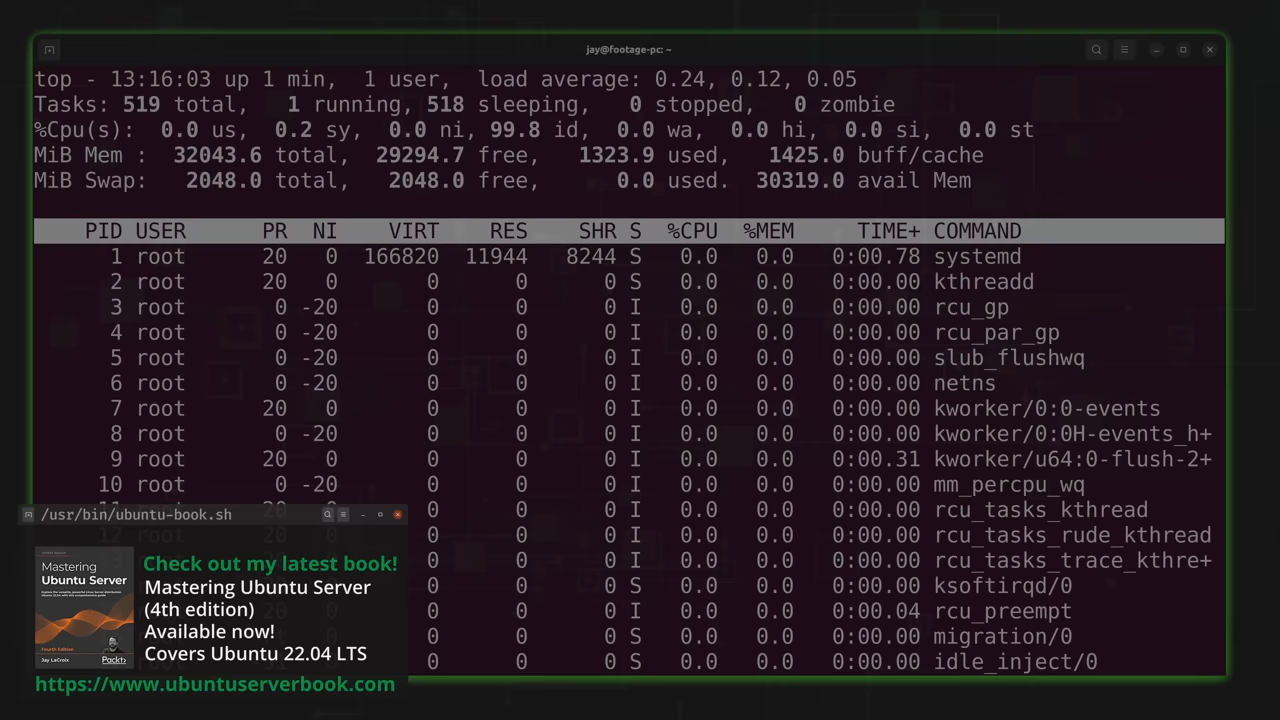 jay@footage-pc: ~
top - 13:16:03 up 1 min,  1 user,  load average: 0.24, 0.12, 0.05
Tasks: 519 total,   1 running, 518 sleeping,   0 stopped,   0 zombie
%Cpu(s):  0.0 us,  0.2 sy,  0.0 ni, 99.8 id,  0.0 wa,  0.0 hi,  0.0 si,  0.0 st
MiB Mem :  32043.6 total,  29294.7 free,   1323.9 used,   1425.0 buff/cache
MiB Swap:   2048.0 total,   2048.0 free,      0.0 used.  30319.0 avail Mem
PID USER PR NI VIRT RES SHR S %CPU %MEM TIME+ COMMAND
1 root 20 0 166820 11944 8244 S 0.0 0.0 0:00.78 systemd
2 root 20 0 0 0 0 S 0.0 0.0 0:00.00 kthreadd
3 root 0 -20 0 0 0 I 0.0 0.0 0:00.00 rcu_gp
4 root 0 -20 0 0 0 I 0.0 0.0 0:00.00 rcu_par_gp
5 root 0 -20 0 0 0 I 0.0 0.0 0:00.00 slub_flushwq
6 root 0 -20 0 0 0 I 0.0 0.0 0:00.00 netns
7 root 20 0 0 0 0 I 0.0 0.0 0:00.00 kworker/0:0-events
8 root 0 -20 0 0 0 I 0.0 0.0 0:00.00 kworker/0:0H-events_h+
9 root 20 0 0 0 0 I 0.0 0.0 0:00.31 kworker/u64:0-flush-2+
10 root 0 -20 0 0 0 I 0.0 0.0 0:00.00 mm_percpu_wq
11 root 0 0 0 I 0.0 0.0 0:00.00 rcu_tasks_kthread
12 root 0 0 0 I 0.0 0.0 0:00.00 rcu_tasks_rude_kthread
0 0 0 I 0.0 0.0 0:00.00 rcu_tasks_trace_kthre+
0 0 0 S 0.0 0.0 0:00.00 ksoftirqd/0
0 0 0 I 0.0 0.0 0:00.04 rcu_preempt
0 0 0 S 0.0 0.0 0:00.00 migration/0
0 0 0 S 0.0 0.0 0:00.00 idle_inject/0
/usr/bin/ubuntu-book.sh
Mastering
Ubuntu Server
Fourth Edition
Jay LaCroix
Packt>
Check out my latest book!
Mastering Ubuntu Server
(4th edition)
Available now!
Covers Ubuntu 22.04 LTS
https://www.ubuntuserverbook.com